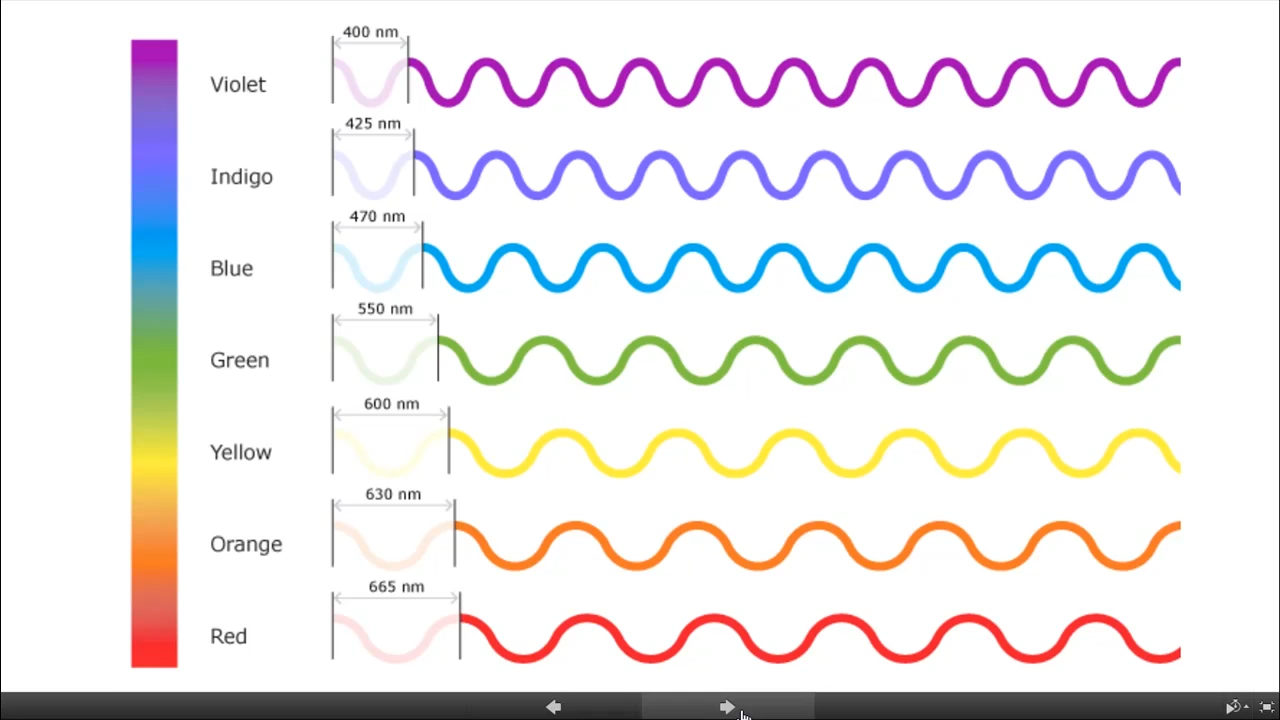 400 nm
Violet
425 nm
Indigo
470 nm
Blue
550 nm
Green
600 nm
Yellow
630 nm
Orange
665 nm
Red